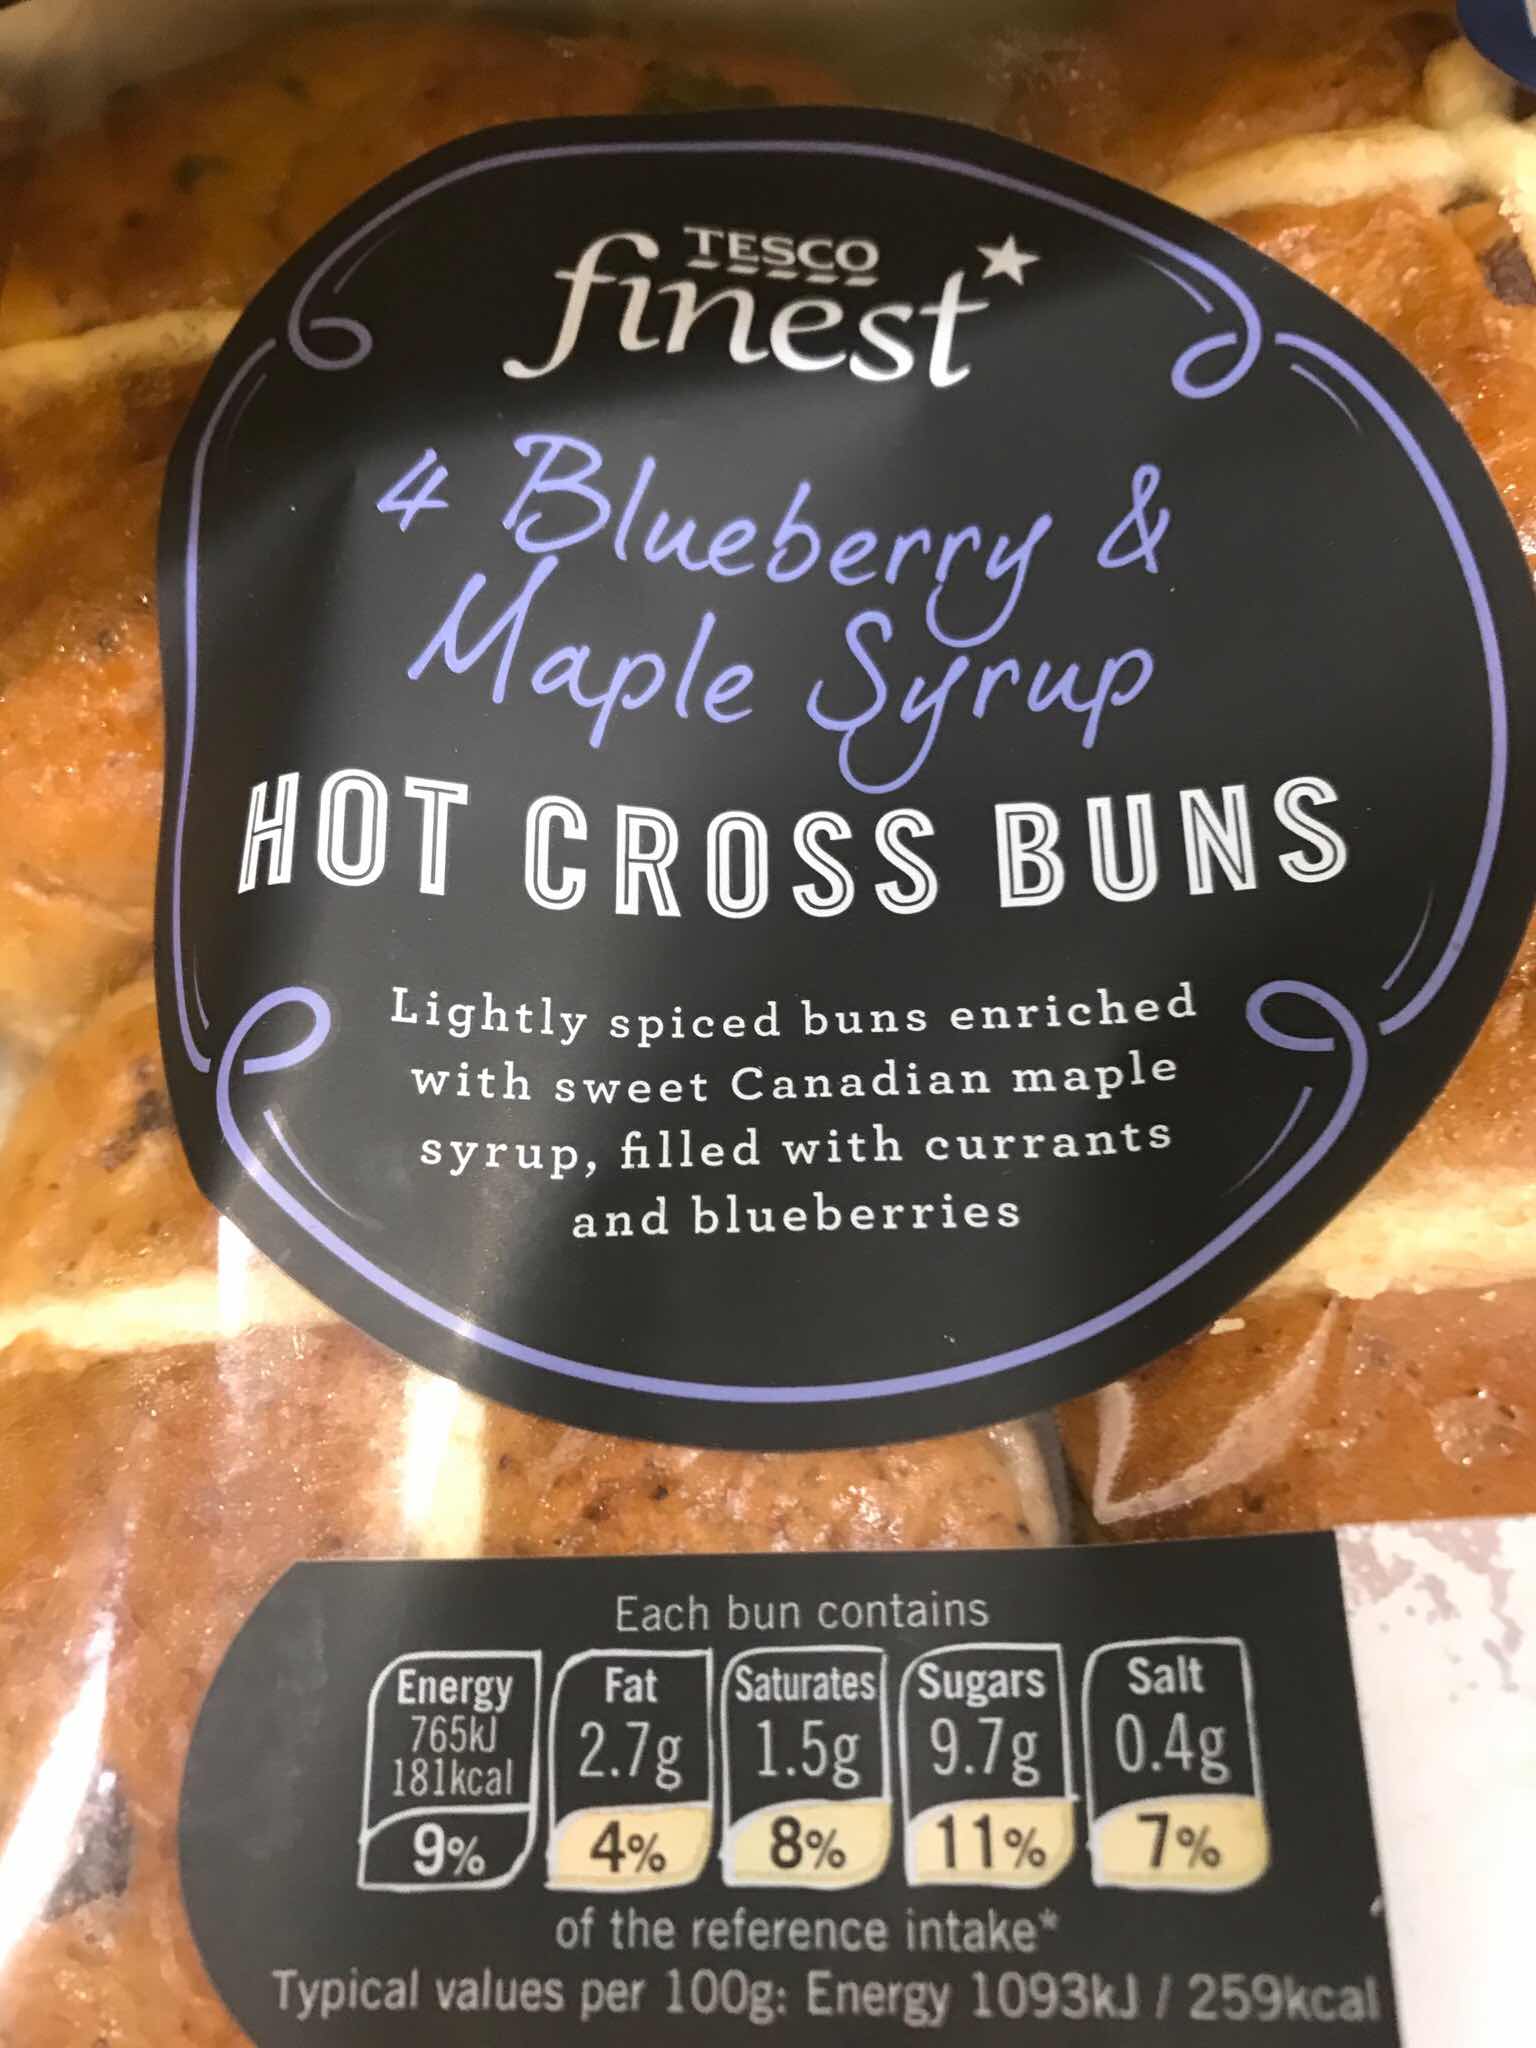 TESCO
finest*
4 Blueberry &
Maple Syrup
HOT CROSS BUNS
Lightly spiced buns enriched
with sweet Canadian maple
syrup, filled with currants
and blueberries
Each bun contains
Energy Fat Saturates Sugars Salt
765kJ
181kcal 2.7g 1.5g 9.7g 0.4g
9% 4% 8% 11% 7%
of the reference intake*
Typical values per 100g: Energy 1093kJ / 259kcal